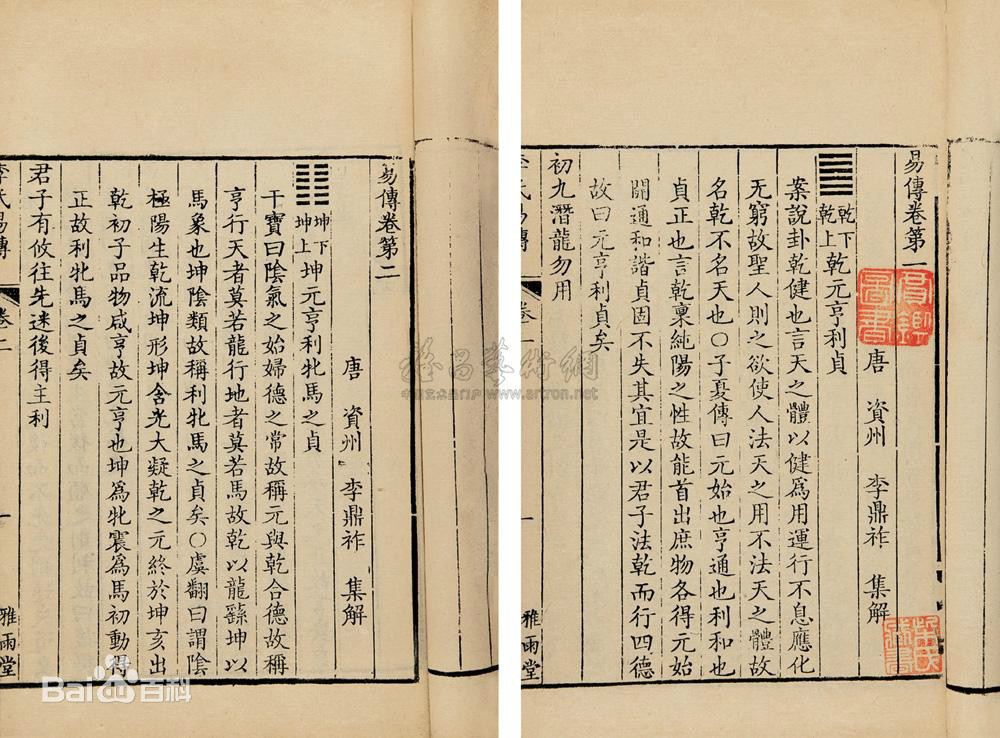 易傳卷第一
唐 資州 李鼎祚 集解
乾下
乾上
乾元亨利貞
案說卦乾健也言天之體以健爲用運行不息應化
无窮故聖人則之欲使人法天之用不法天之體故
名乾不名天也○子夏傳曰元始也亨通也利和也
貞正也言乾稟純陽之性故能首出庶物各得元始
開通和諧貞固不失其宜是以君子法乾而行四德
故曰元亨利貞矣
初九潛龍勿用
李氏易傳 卷一 一 雅雨堂
易傳卷第二
唐 資州 李鼎祚 集解
坤下
坤上
坤元亨利牝馬之貞
干寶曰陰氣之始婦德之常故稱元與乾合德故稱
亨行天者莫若龍行地者莫若馬故乾以龍繇坤以
馬象也坤陰類故稱利牝馬之貞矣○虞翻曰謂陰
極陽生乾流坤形坤含光大凝乾之元終於坤亥出
乾初子品物咸亨故元亨也坤爲牝震爲馬初動得
正故利牝馬之貞矣
君子有攸往先迷後得主利
李氏易傳 卷二 一 雅雨堂
雅昌藝術網
www.artron.net
Baidu百科